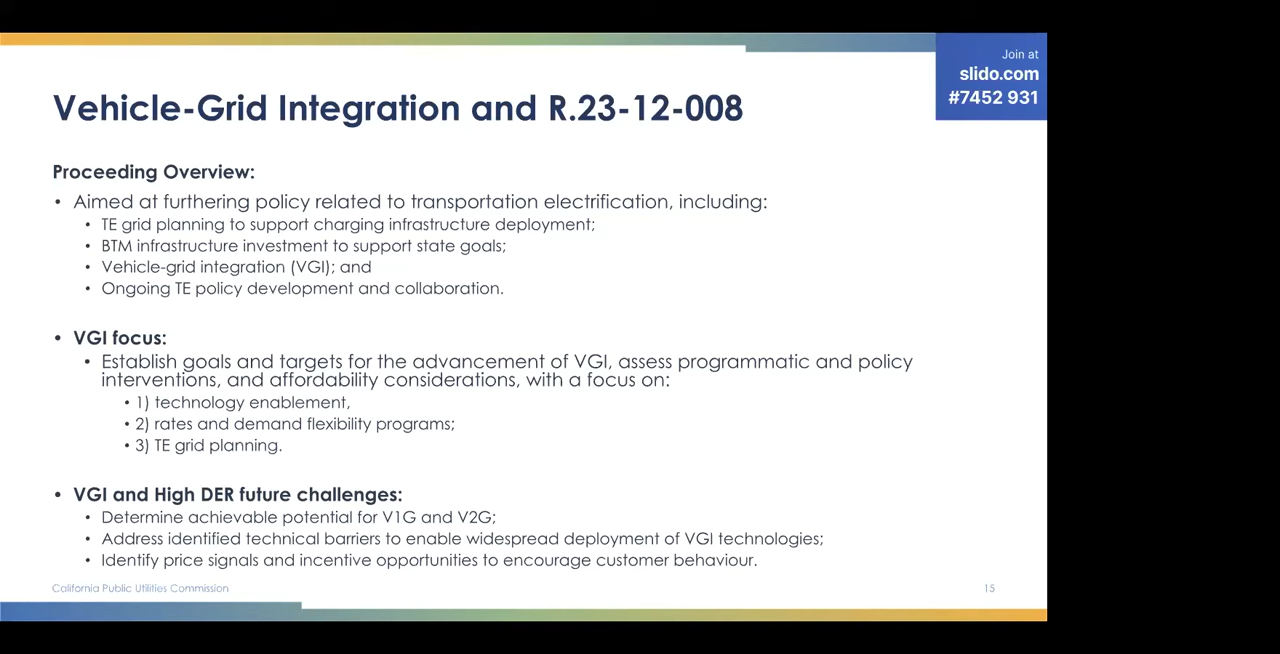 Join at
slido.com
#7452 931
Vehicle-Grid Integration and R.23-12-008
Proceeding Overview:
• Aimed at furthering policy related to transportation electrification, including:
• TE grid planning to support charging infrastructure deployment;
• BTM infrastructure investment to support state goals;
• Vehicle-grid integration (VGI); and
• Ongoing TE policy development and collaboration.
• VGI focus:
• Establish goals and targets for the advancement of VGI, assess programmatic and policy
interventions, and affordability considerations, with a focus on:
• 1) technology enablement,
• 2) rates and demand flexibility programs;
• 3) TE grid planning.
• VGI and High DER future challenges:
• Determine achievable potential for V1G and V2G;
• Address identified technical barriers to enable widespread deployment of VGI technologies;
• Identify price signals and incentive opportunities to encourage customer behaviour.
California Public Utilities Commission
15